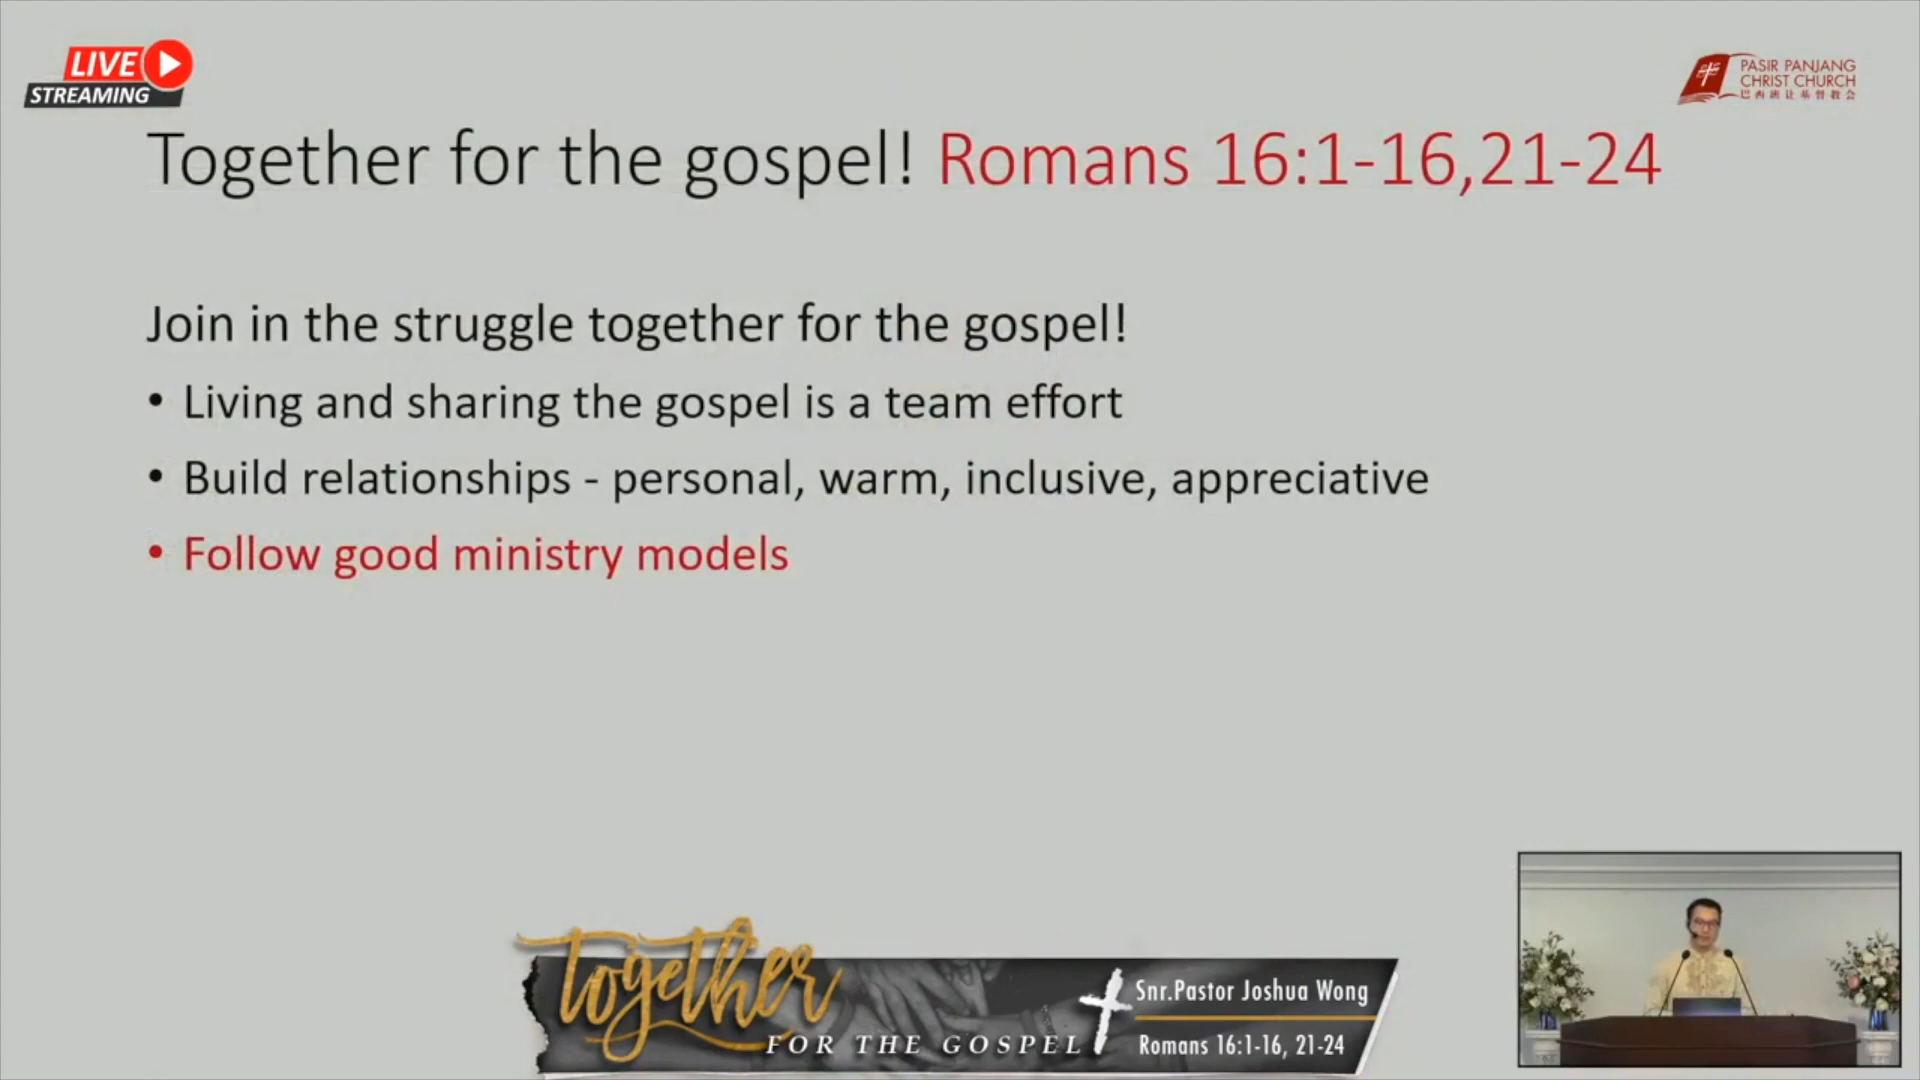 LIVE
STREAMING
PASIR PANJANG
CHRIST CHURCH
巴西班让基督教会
Together for the gospel! Romans 16:1-16,21-24
Join in the struggle together for the gospel!
• Living and sharing the gospel is a team effort
• Build relationships - personal, warm, inclusive, appreciative
• Follow good ministry models
together
FOR THE GOSPEL
Snr.Pastor Joshua Wong
Romans 16:1-16, 21-24